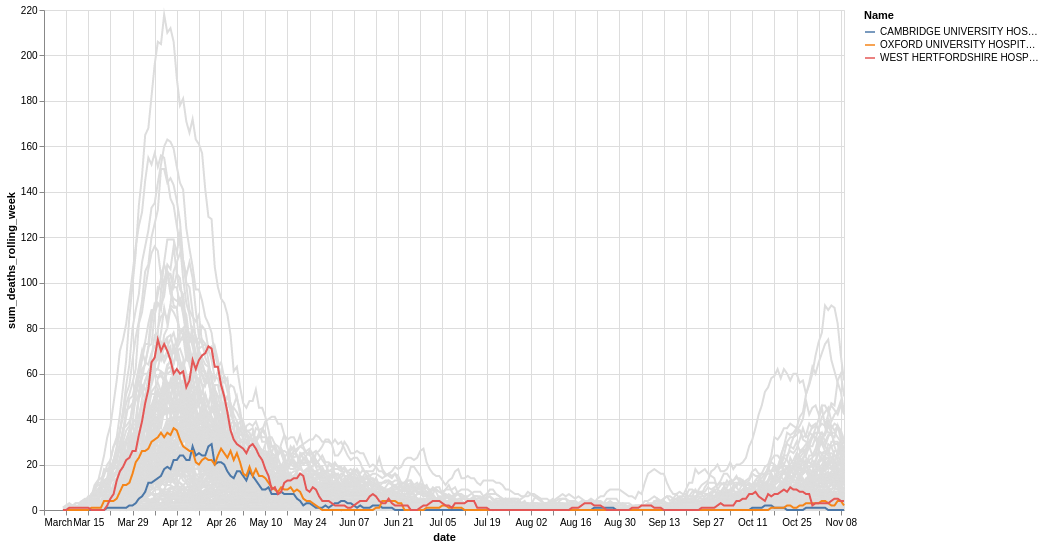 220
200
180
160
140
120
100
80
60
40
20
0
sum_deaths_rolling_week
March Mar 15 Mar 29 Apr 12 Apr 26 May 10 May 24 Jun 07 Jun 21 Jul 05 Jul 19 Aug 02 Aug 16 Aug 30 Sep 13 Sep 27 Oct 11 Oct 25 Nov 08
date
Name
CAMBRIDGE UNIVERSITY HOS…
OXFORD UNIVERSITY HOSPIT…
WEST HERTFORDSHIRE HOSP…